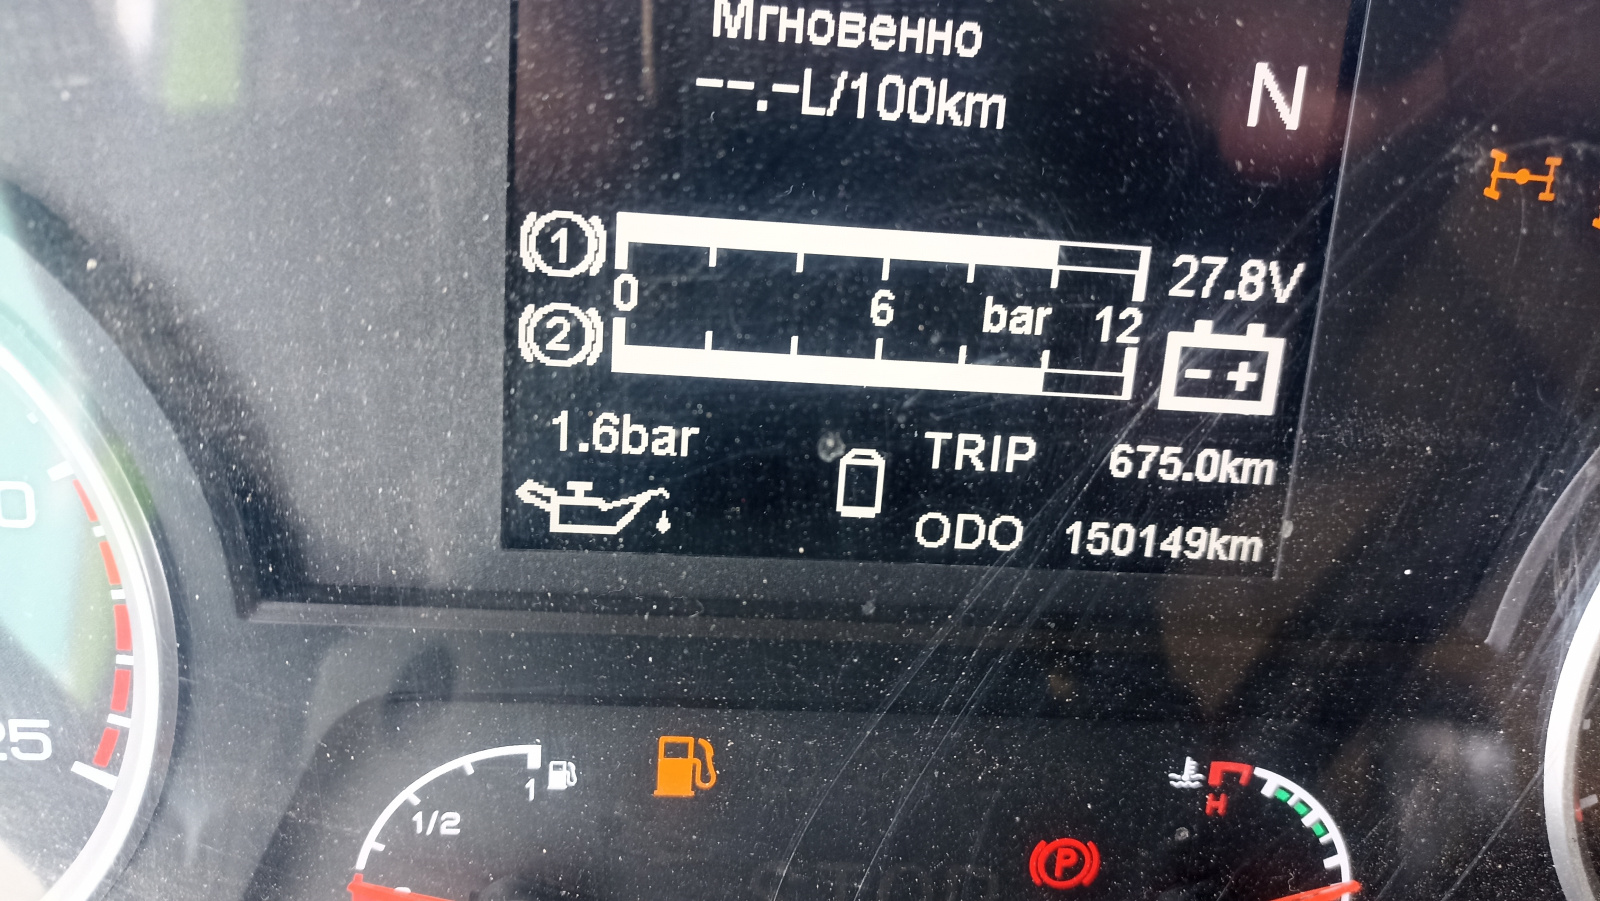 Мгновенно
--.-L/100km
N
1
27.8V
0 6 bar 12
2
- +
1.6bar
TRIP 675.0km
ODO 150149km
25
1/2
1
H
P